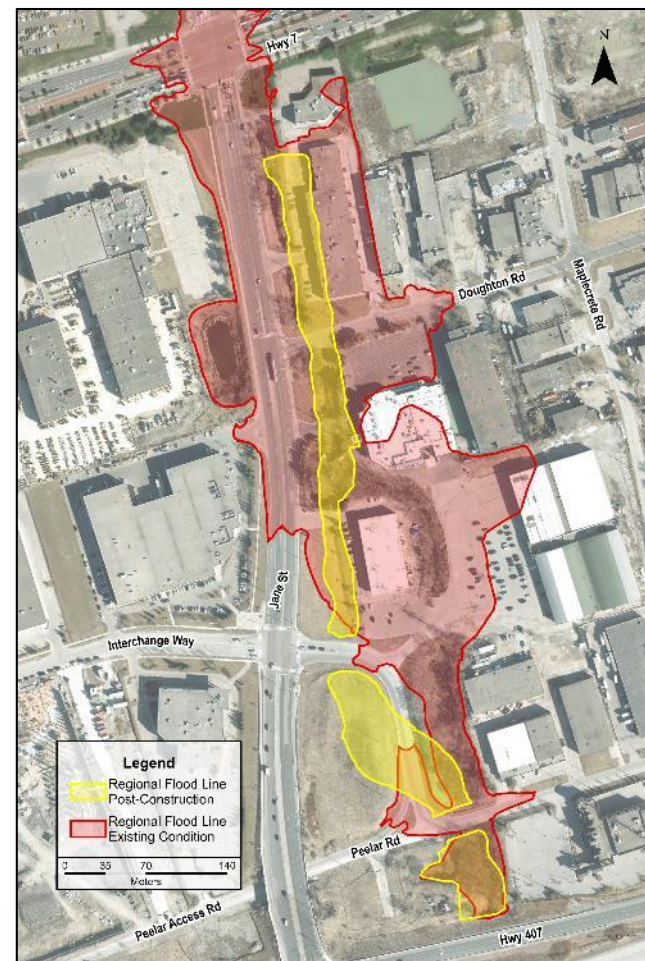 Hwy 7
N
Doughton Rd
Maplecrete Rd
Jane St
Interchange Way
Legend
Regional Flood Line
Post-Construction
Regional Flood Line
Existing Condition
0 35 70 140
Meters
Peelar Rd
Peelar Access Rd
Hwy 407